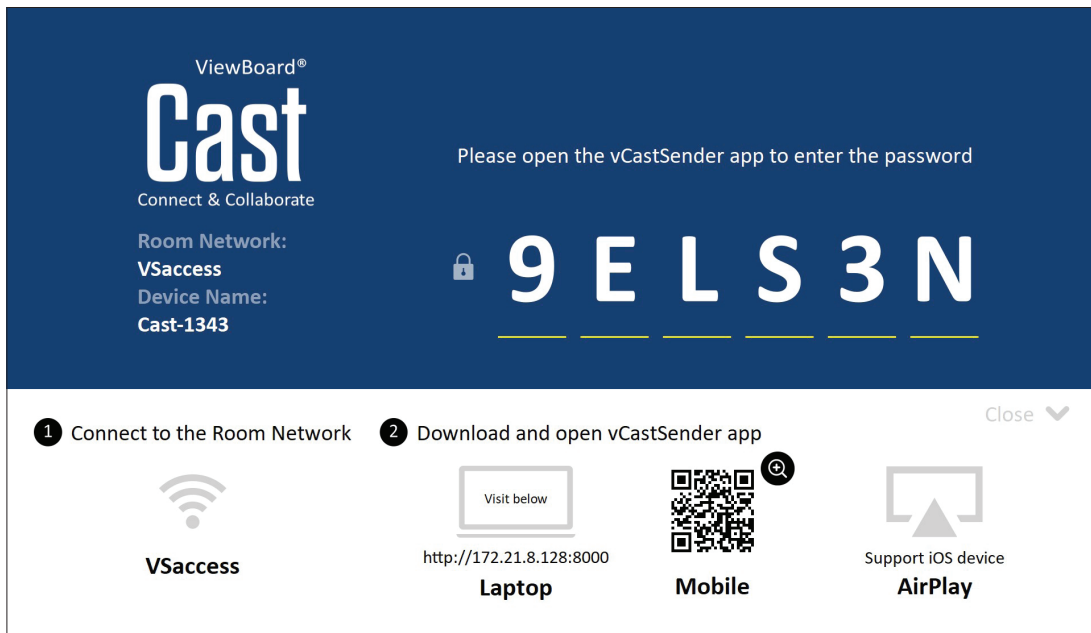 ViewBoard®
Cast
Connect & Collaborate
Room Network:
VSaccess
Device Name:
Cast-1343
Please open the vCastSender app to enter the password
9 E L S 3 N
Close
1 Connect to the Room Network
VSaccess
2 Download and open vCastSender app
Visit below
http://172.21.8.128:8000
Laptop
Mobile
Support iOS device
AirPlay